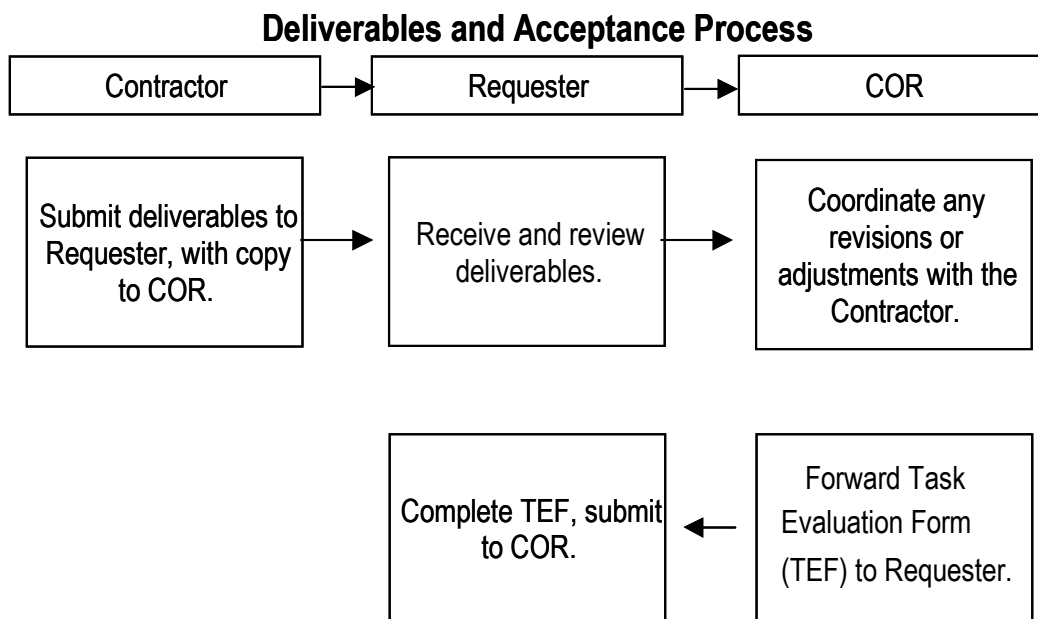 Deliverables and Acceptance Process
Contractor
Requester
COR
Submit deliverables to
Requester, with copy
to COR.
Receive and review
deliverables.
Coordinate any
revisions or
adjustments with the
Contractor.
Complete TEF, submit
to COR.
Forward Task
Evaluation Form
(TEF) to Requester.